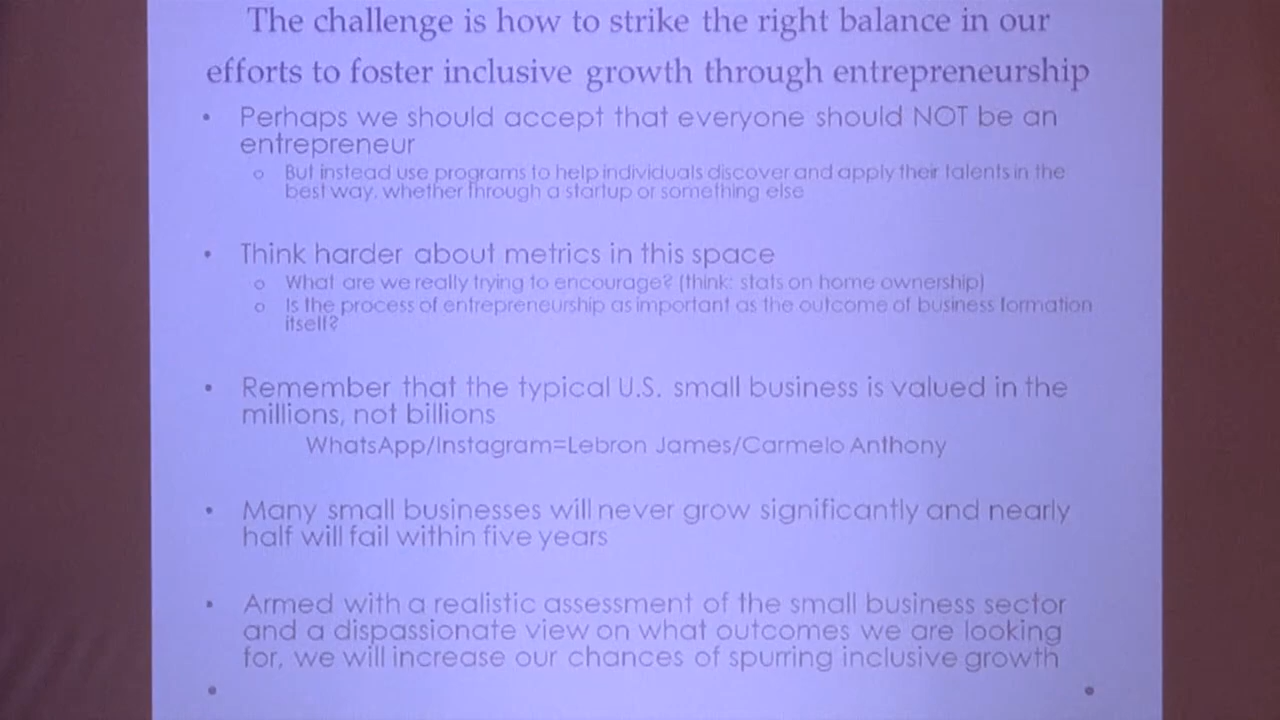 The challenge is how to strike the right balance in our
efforts to foster inclusive growth through entrepreneurship
• Perhaps we should accept that everyone should NOT be an
entrepreneur
o But instead use programs to help individuals discover and apply their talents in the
best way, whether through a startup or something else
• Think harder about metrics in this space
o What are we really trying to encourage? (think: stats on home ownership)
o Is the process of entrepreneurship as important as the outcome of business formation
itself?
• Remember that the typical U.S. small business is valued in the
millions, not billions
WhatsApp/Instagram=Lebron James/Carmelo Anthony
• Many small businesses will never grow significantly and nearly
half will fail within five years
• Armed with a realistic assessment of the small business sector
and a dispassionate view on what outcomes we are looking
for, we will increase our chances of spurring inclusive growth